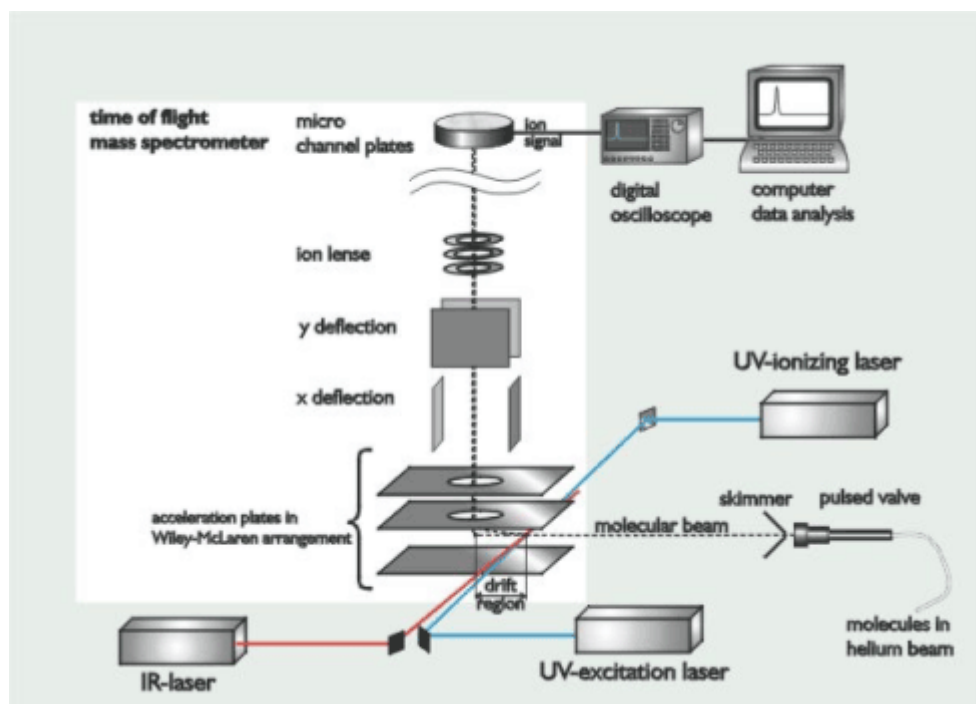 time of flight
mass spectrometer
micro
channel plates
ion
signal
digital
oscilloscope
computer
data analysis
ion lense
y deflection
x deflection
UV-ionizing laser
acceleration plates in
Wiley-McLaren arrangement
skimmer
pulsed valve
molecular beam
drift
region
molecules in
helium beam
IR-laser
UV-excitation laser